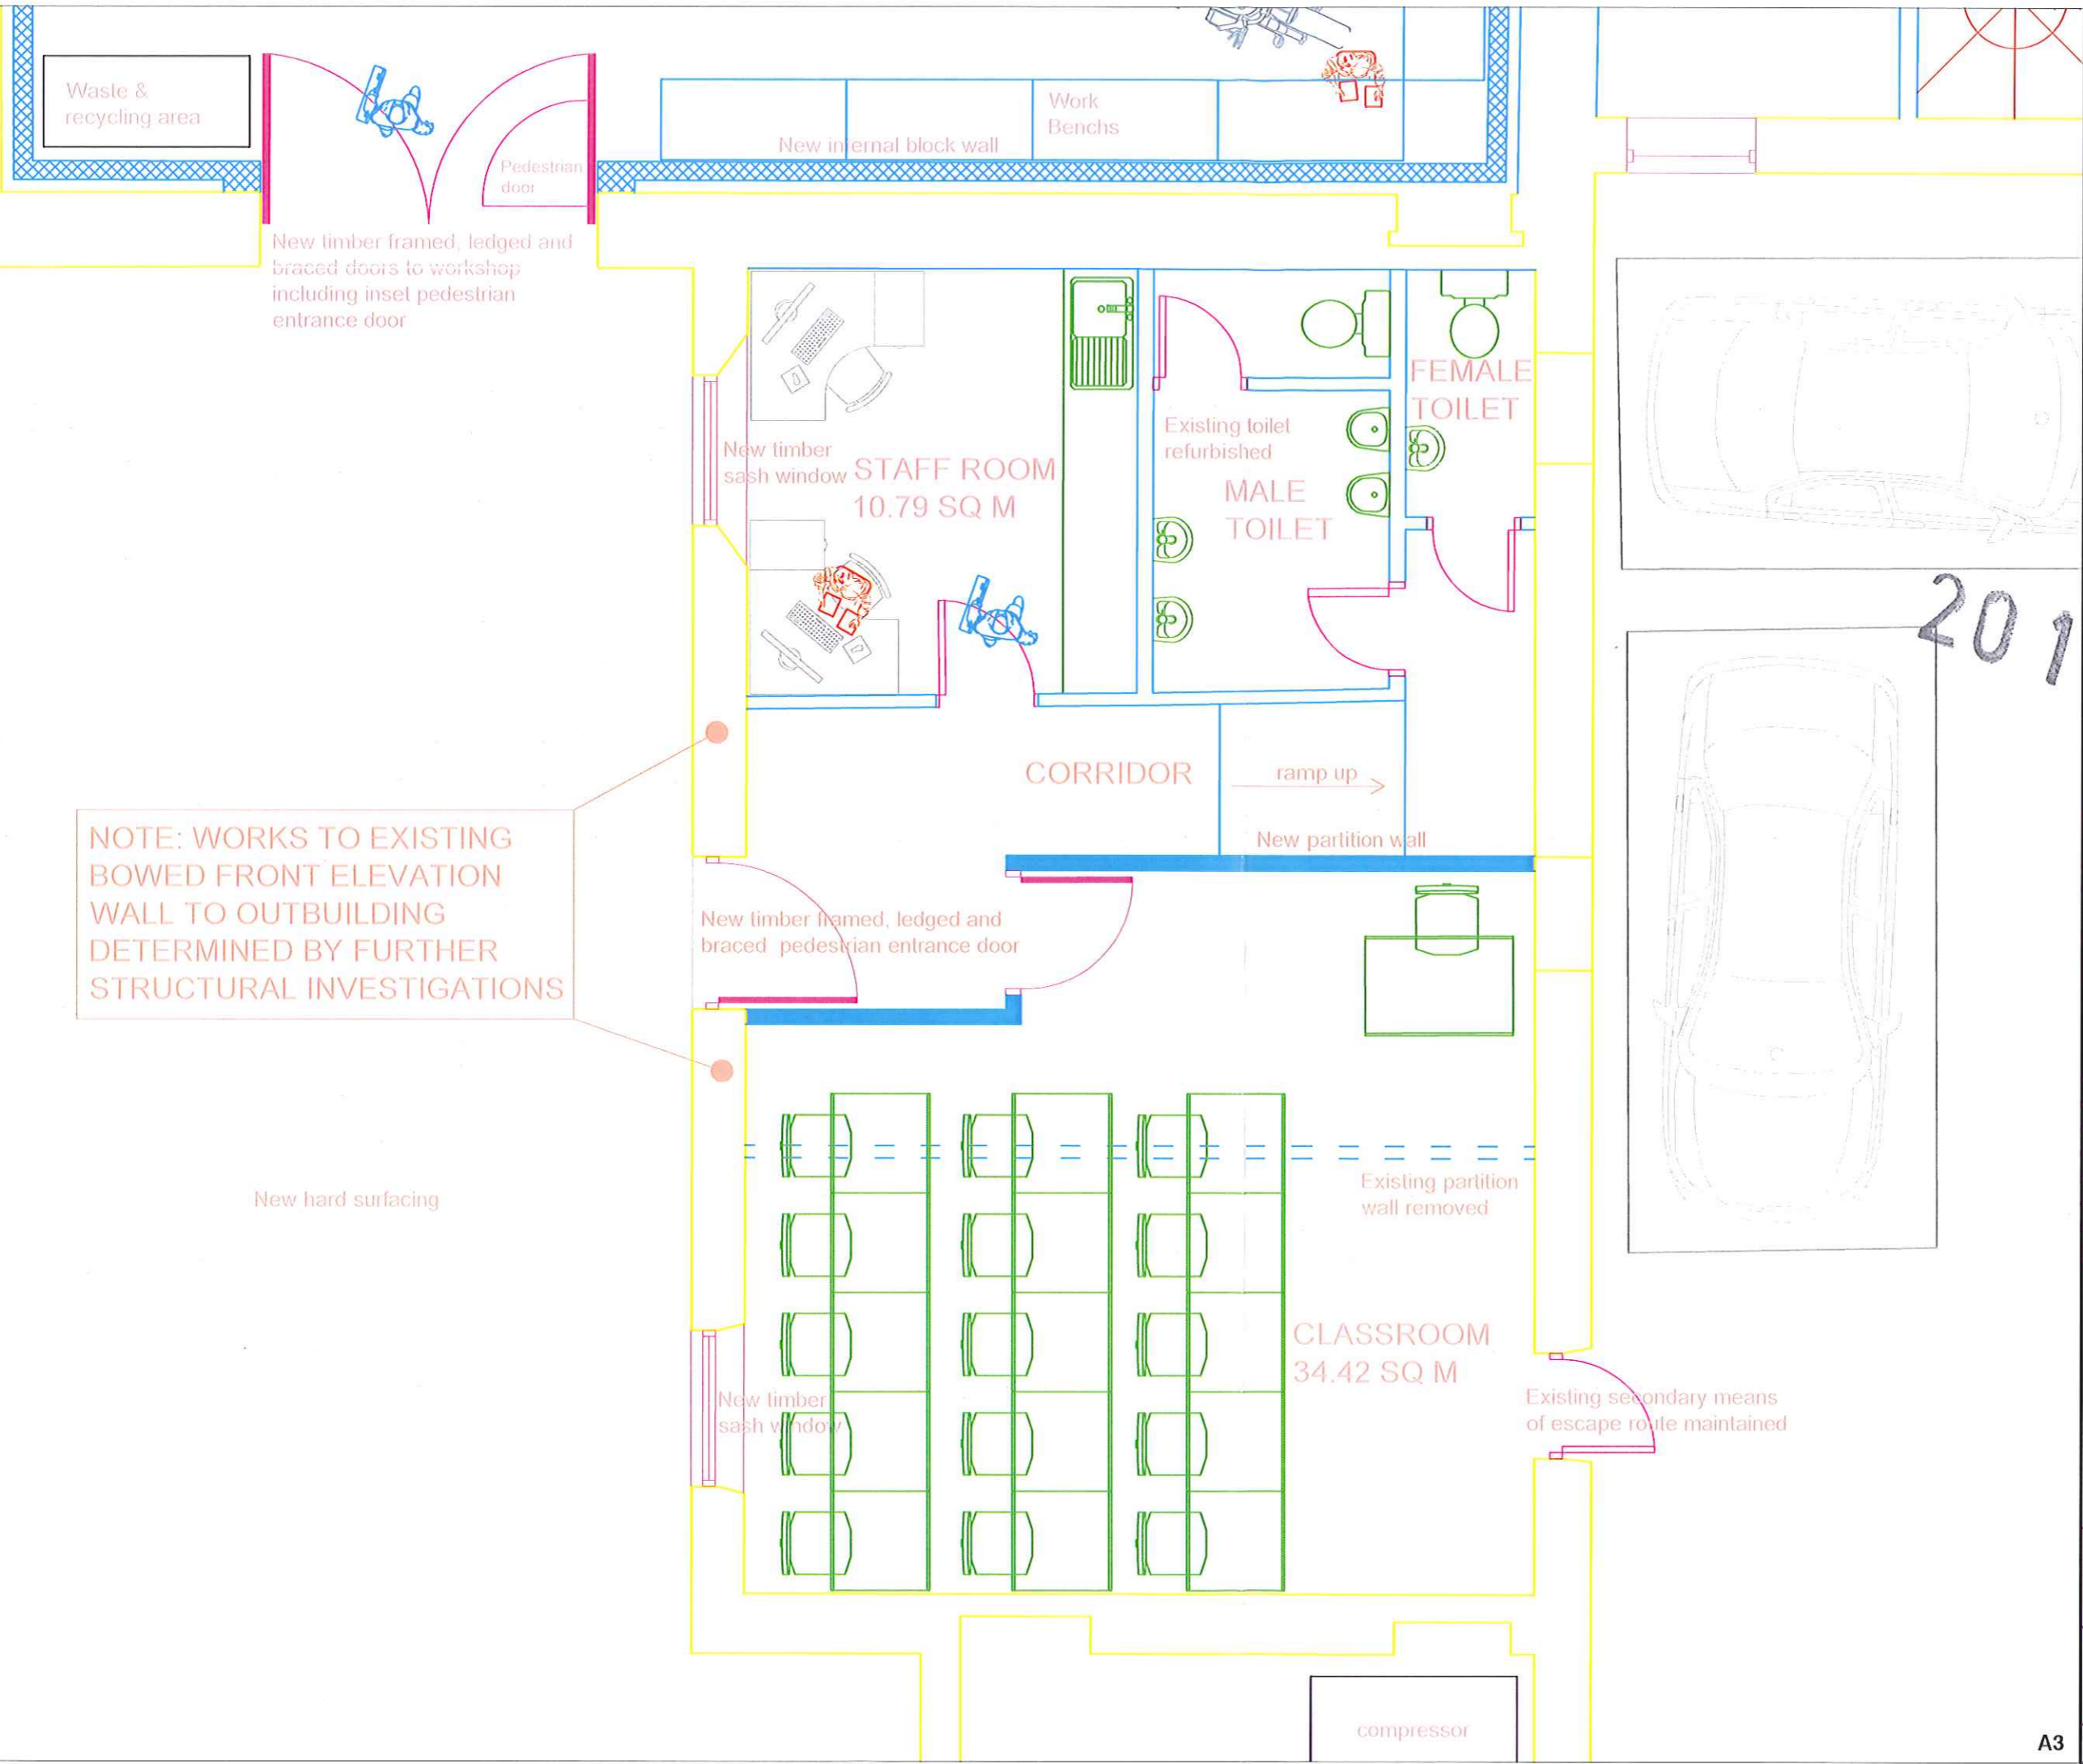 Waste &
recycling area
Pedestrian
door
New timber framed, ledged and
braced doors to workshop
including inset pedestrian
entrance door
Work
Benchs
New internal block wall
New timber
sash window
STAFF ROOM
10.79 SQ M
Existing toilet
refurbished
MALE
TOILET
FEMALE
TOILET
201
CORRIDOR
ramp up
New partition wall
NOTE: WORKS TO EXISTING
BOWED FRONT ELEVATION
WALL TO OUTBUILDING
DETERMINED BY FURTHER
STRUCTURAL INVESTIGATIONS
New timber framed, ledged and
braced pedestrian entrance door
New hard surfacing
Existing partition
wall removed
CLASSROOM
34.42 SQ M
New timber
sash window
Existing secondary means
of escape route maintained
compressor
A3